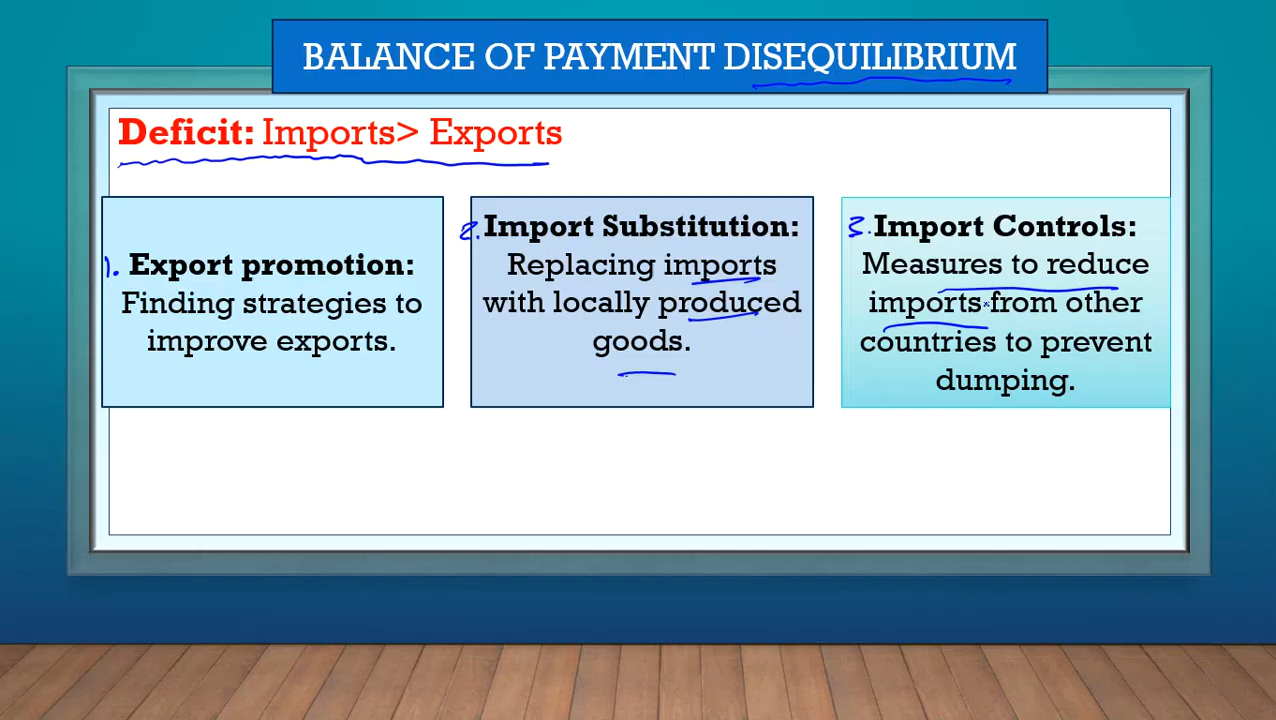 BALANCE OF PAYMENT DISEQUILIBRIUM
Deficit: Imports> Exports
1. Export promotion:
Finding strategies to
improve exports.
2. Import Substitution:
Replacing imports
with locally produced
goods.
3. Import Controls:
Measures to reduce
imports from other
countries to prevent
dumping.